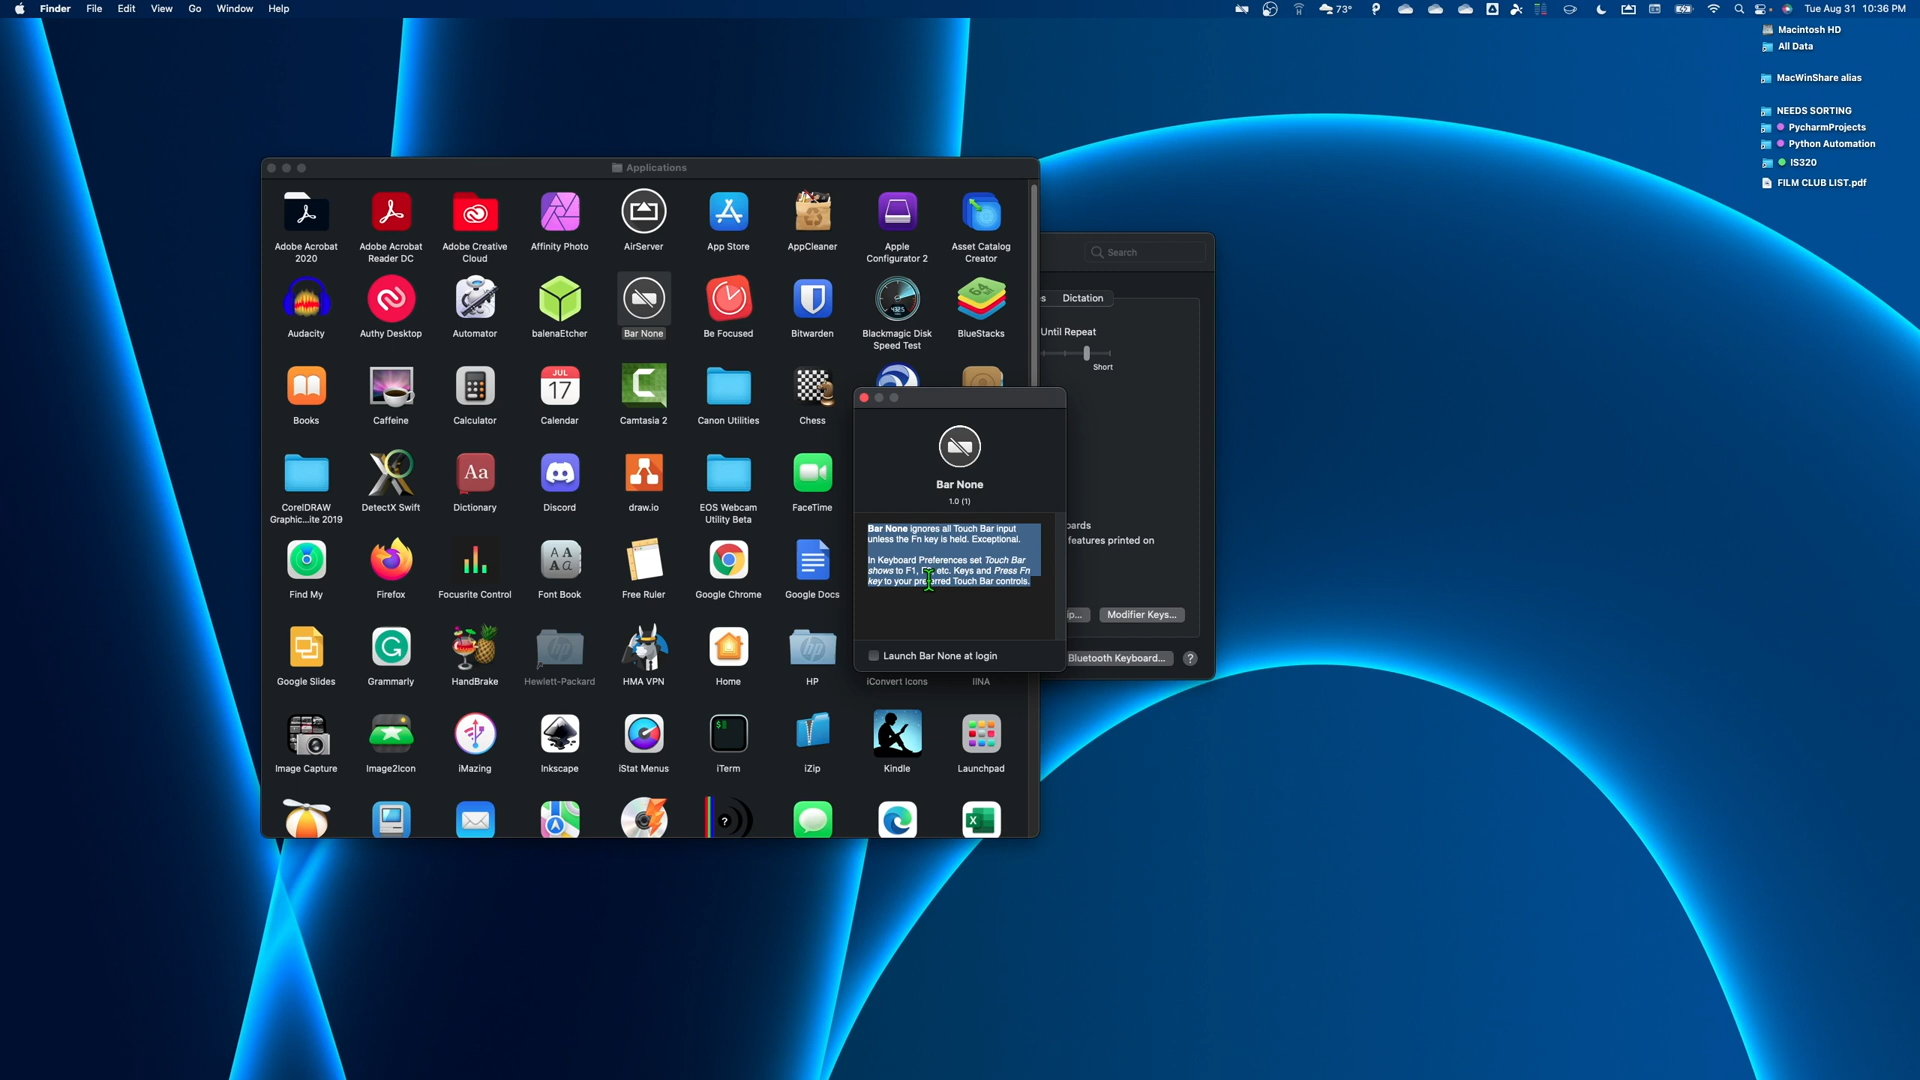 Finder File Edit View Go Window Help
73° Tue Aug 31 10:36 PM
Macintosh HD
All Data
MacWinShare alias
NEEDS SORTING
PycharmProjects
Python Automation
IS320
FILM CLUB LIST.pdf
Applications
Adobe Acrobat 2020
Adobe Acrobat Reader DC
Adobe Creative Cloud
Affinity Photo
AirServer
App Store
AppCleaner
Apple Configurator 2
Asset Catalog Creator
Audacity
Authy Desktop
Automator
balenaEtcher
Bar None
Be Focused
Bitwarden
Blackmagic Disk Speed Test
BlueStacks
Books
Caffeine
Calculator
JUL
17
Calendar
Camtasia 2
Canon Utilities
Chess
CorelDRAW Graphic...ite 2019
DetectX Swift
Aa
Dictionary
Discord
draw.io
EOS Webcam Utility Beta
FaceTime
Find My
Firefox
Focusrite Control
Font Book
Free Ruler
Google Chrome
Google Docs
Google Slides
Grammarly
HandBrake
Hewlett-Packard
HMA VPN
Home
HP
iConvert Icons
IINA
Image Capture
Image2Icon
iMazing
Inkscape
iStat Menus
iTerm
iZip
Kindle
Launchpad
Bar None
1.0 (1)
Bar None ignores all Touch Bar input
unless the Fn key is held. Exceptional.
In Keyboard Preferences set Touch Bar
shows to F1, etc. Keys and Press Fn
key to your preferred Touch Bar controls.
Launch Bar None at login
Search
Dictation
Until Repeat
Short
features printed on
Modifier Keys...
Bluetooth Keyboard...
?